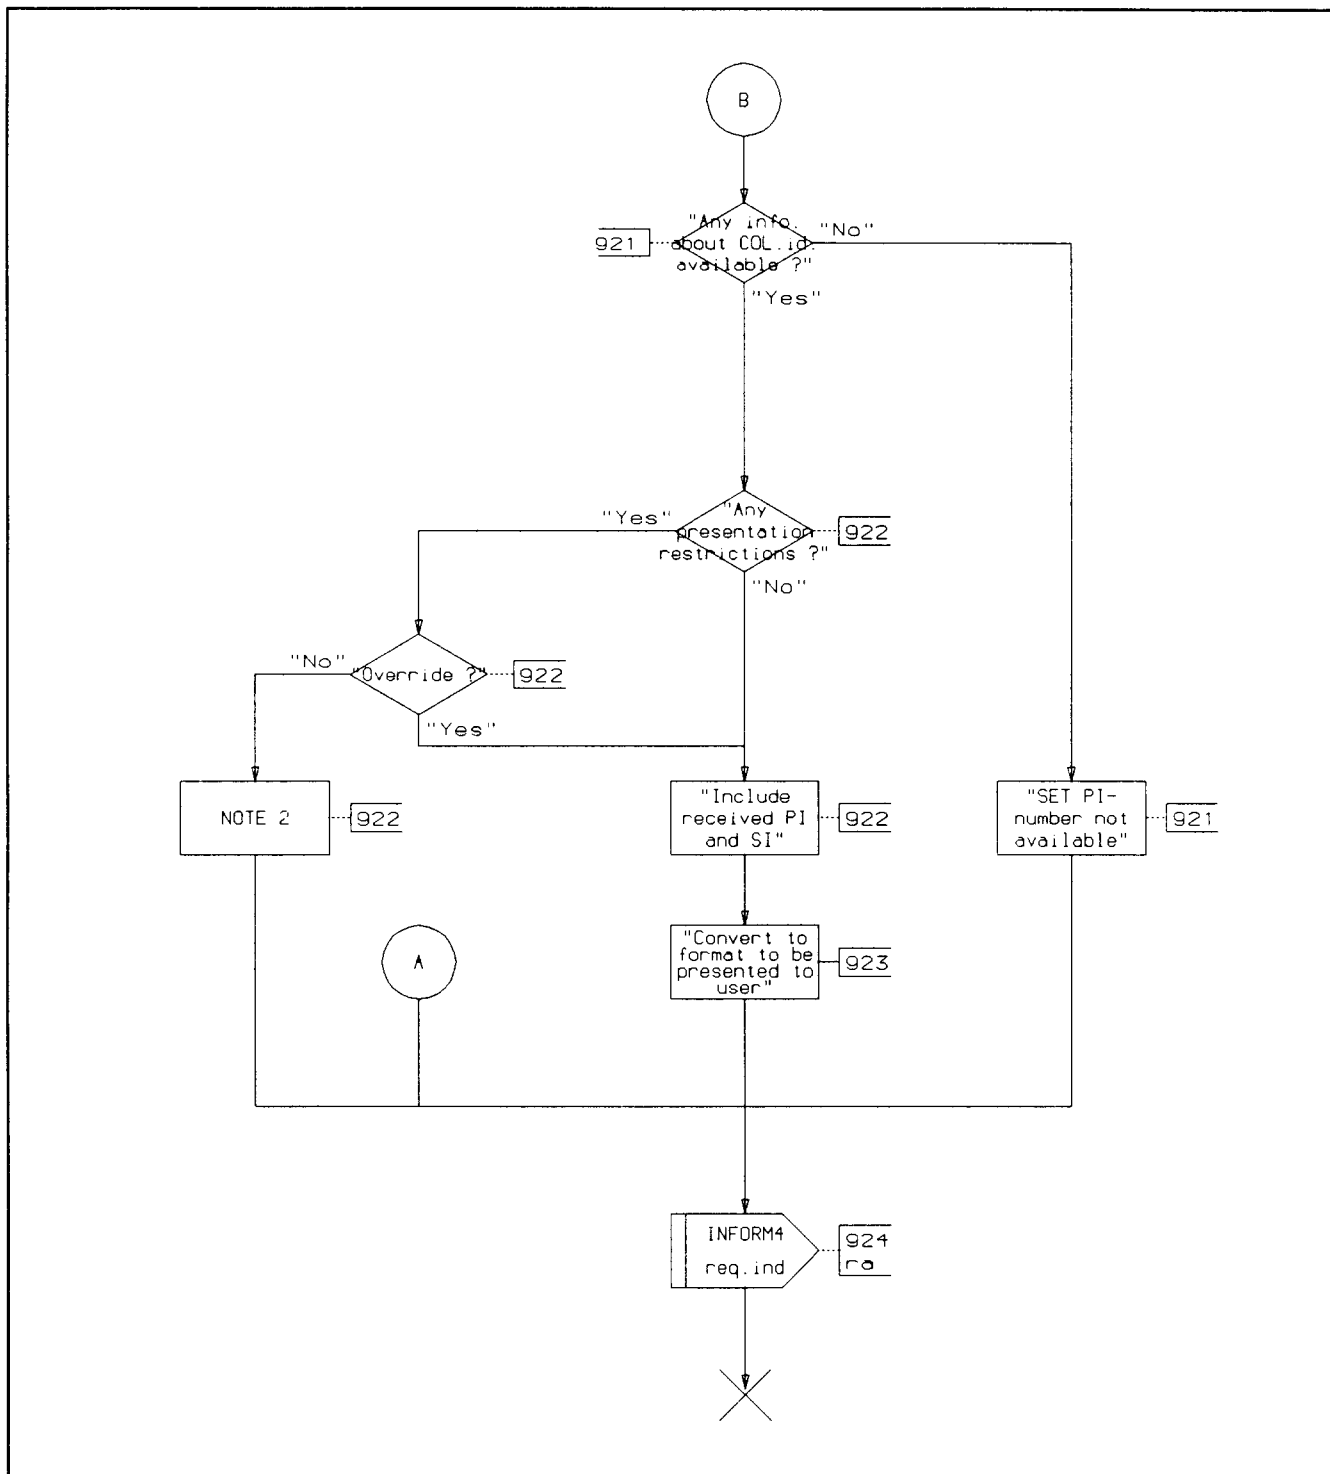 B
"Any info.
about COL.id.
available ?"
"No"
921
"Yes"
"Any
presentation
restrictions ?"
"Yes"
922
"No"
"Override ?"
"No"
922
"Yes"
NOTE 2
922
"Include
received PI
and SI"
922
"SET PI-
number not
available"
921
A
"Convert to
format to be
presented to
user"
923
INFORM4
req.ind
924
ra